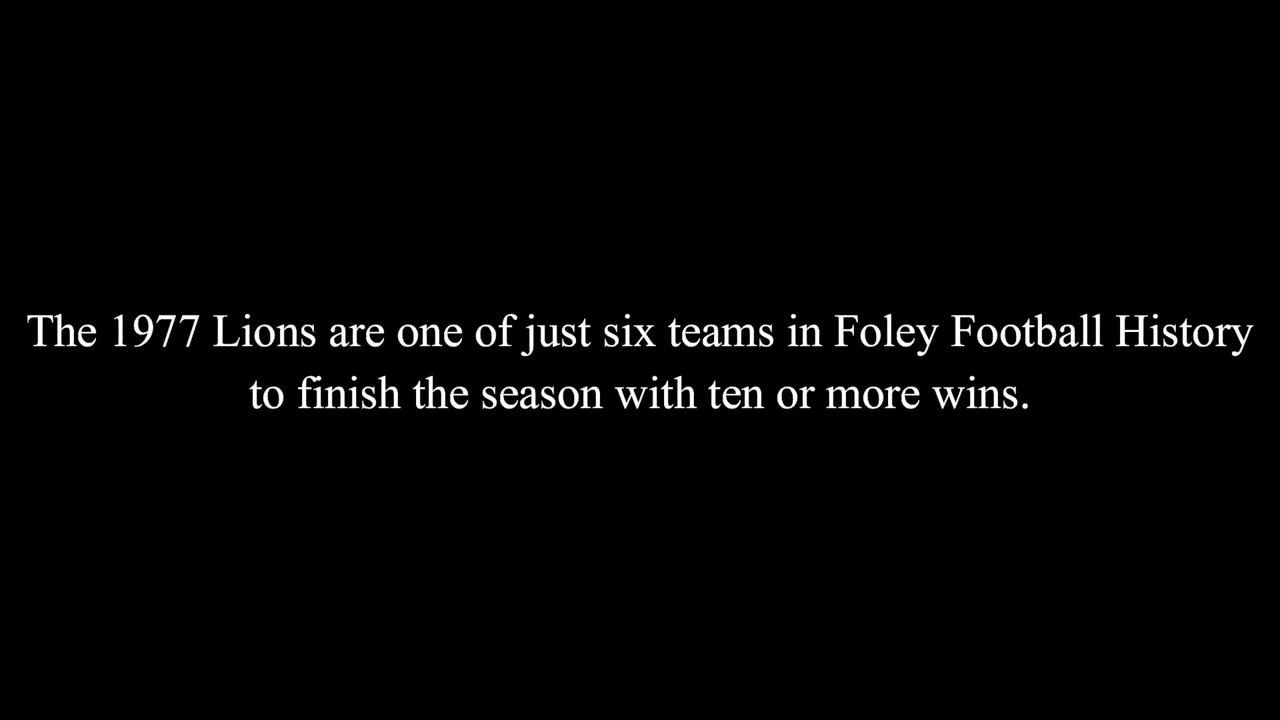 The 1977 Lions are one of just six teams in Foley Football History
to finish the season with ten or more wins.